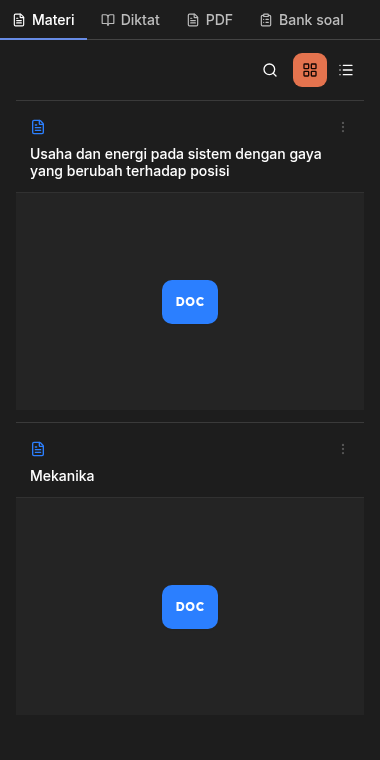 Materi
Diktat
PDF
Bank soal
Usaha dan energi pada sistem dengan gaya
yang berubah terhadap posisi
DOC
Mekanika
DOC